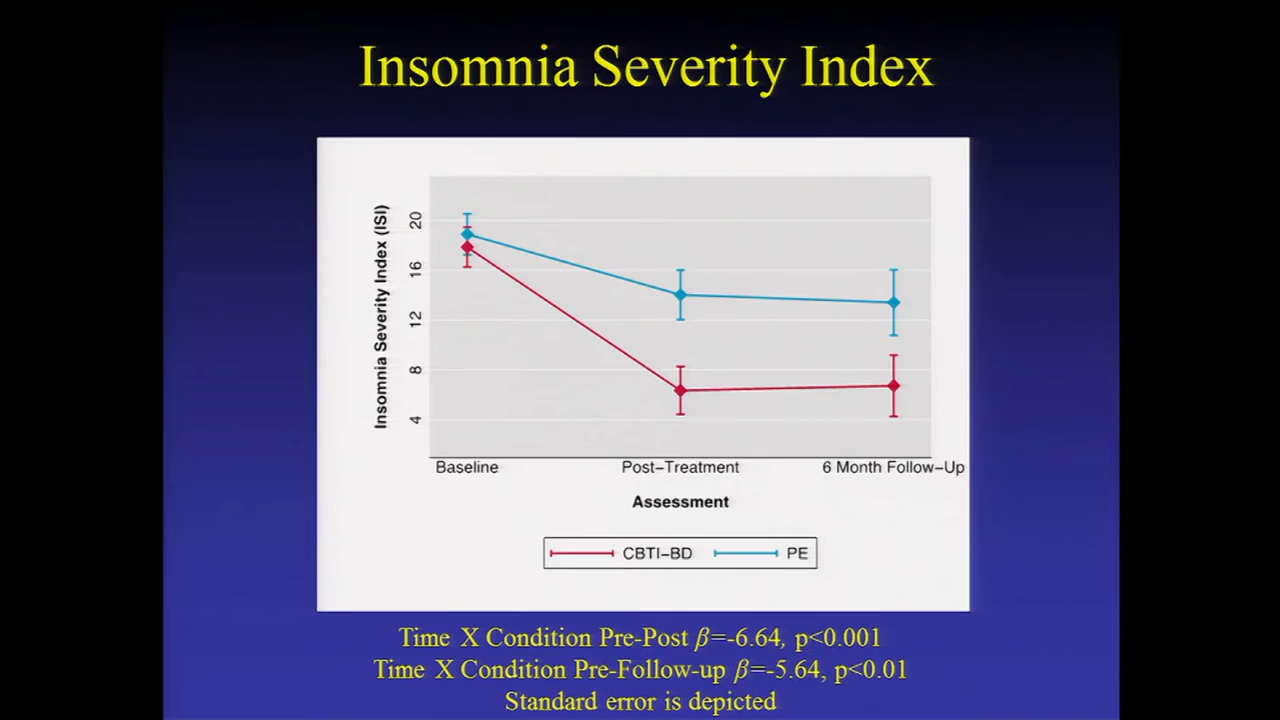 Insomnia Severity Index
Insomnia Severity Index (ISI)
20
16
12
8
4
Baseline
Post–Treatment
6 Month Follow–Up
Assessment
CBTI–BD
PE
Time X Condition Pre-Post β=-6.64, p<0.001
Time X Condition Pre-Follow-up β=-5.64, p<0.01
Standard error is depicted